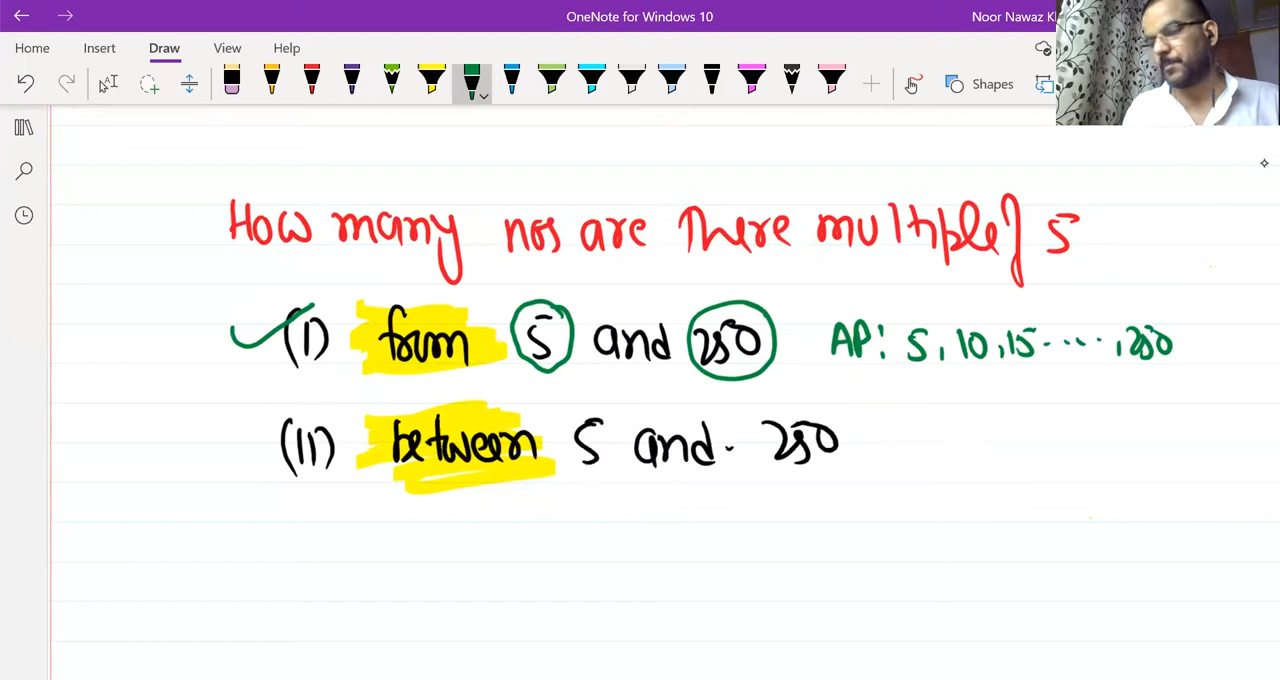 OneNote for Windows 10
Noor Nawaz K
Home Insert Draw View Help
Shapes
How many nos are there multiple of 5
(I) from 5 and 250 AP: 5, 10, 15 ...., 250
(II) between 5 and. 250